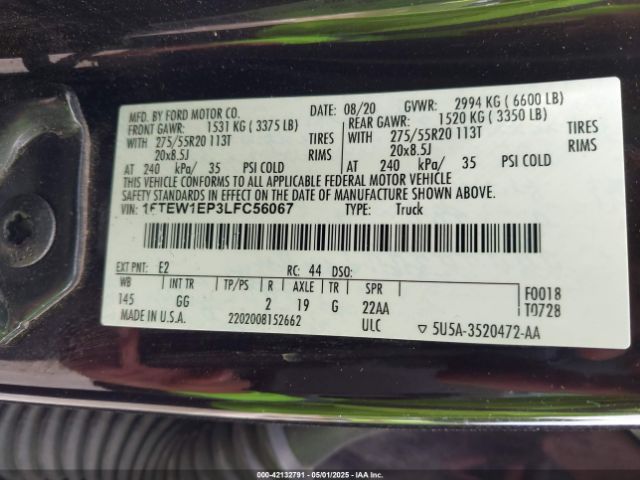 MFD. BY FORD MOTOR CO. DATE: 08/20 GVWR: 2994 KG ( 6600 LB)
FRONT GAWR: 1531 KG ( 3375 LB) REAR GAWR: 1520 KG ( 3350 LB)
WITH 275/55R20 113T TIRES WITH 275/55R20 113T TIRES
20x8.5J RIMS 20x8.5J RIMS
AT 240 kPa/ 35 PSI COLD AT 240 kPa/ 35 PSI COLD
THIS VEHICLE CONFORMS TO ALL APPLICABLE FEDERAL MOTOR VEHICLE
SAFETY STANDARDS IN EFFECT ON THE DATE OF MANUFACTURE SHOWN ABOVE.
VIN: 1FTEW1EP3LFC56067 TYPE: Truck
EXT PNT: E2 RC: 44 DSO:
WB INT TR TP/PS R AXLE TR SPR F0018
145 GG 2 19 G 22AA T0728
MADE IN U.S.A. 2202008152662 ULC ▽ 5U5A-3520472-AA
000-42132791 - 05/01/2025 - IAA Inc.